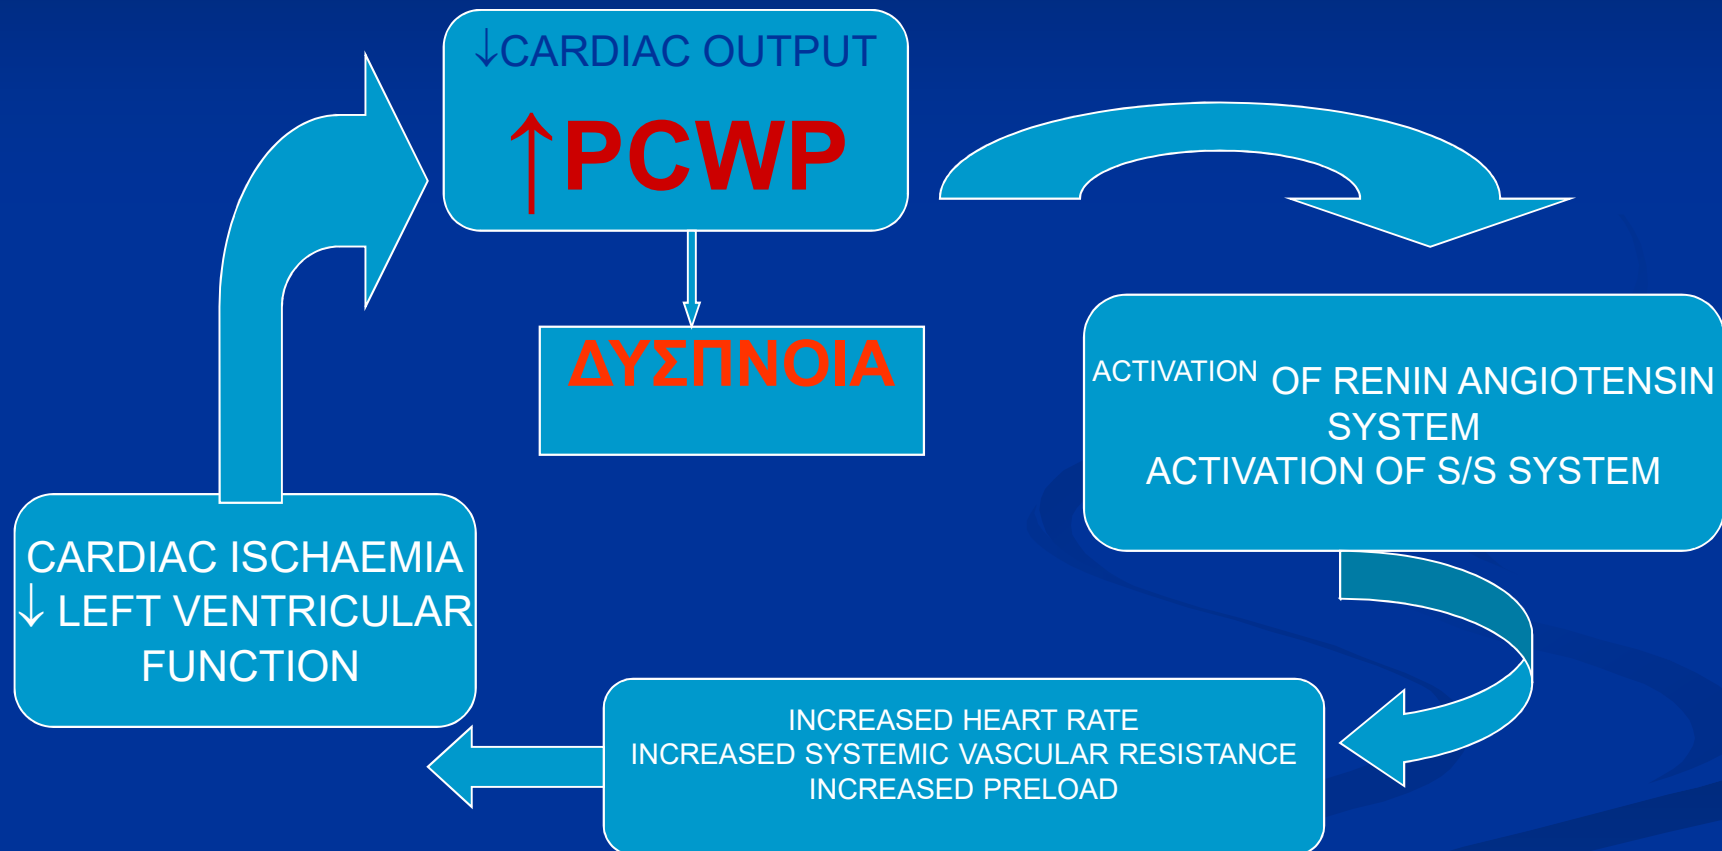 ↓CARDIAC OUTPUT
↑PCWP
ΔΥΣΠΝΟΙΑ
ACTIVATION OF RENIN ANGIOTENSIN
SYSTEM
ACTIVATION OF S/S SYSTEM
INCREASED HEART RATE
INCREASED SYSTEMIC VASCULAR RESISTANCE
INCREASED PRELOAD
CARDIAC ISCHAEMIA
↓ LEFT VENTRICULAR
FUNCTION